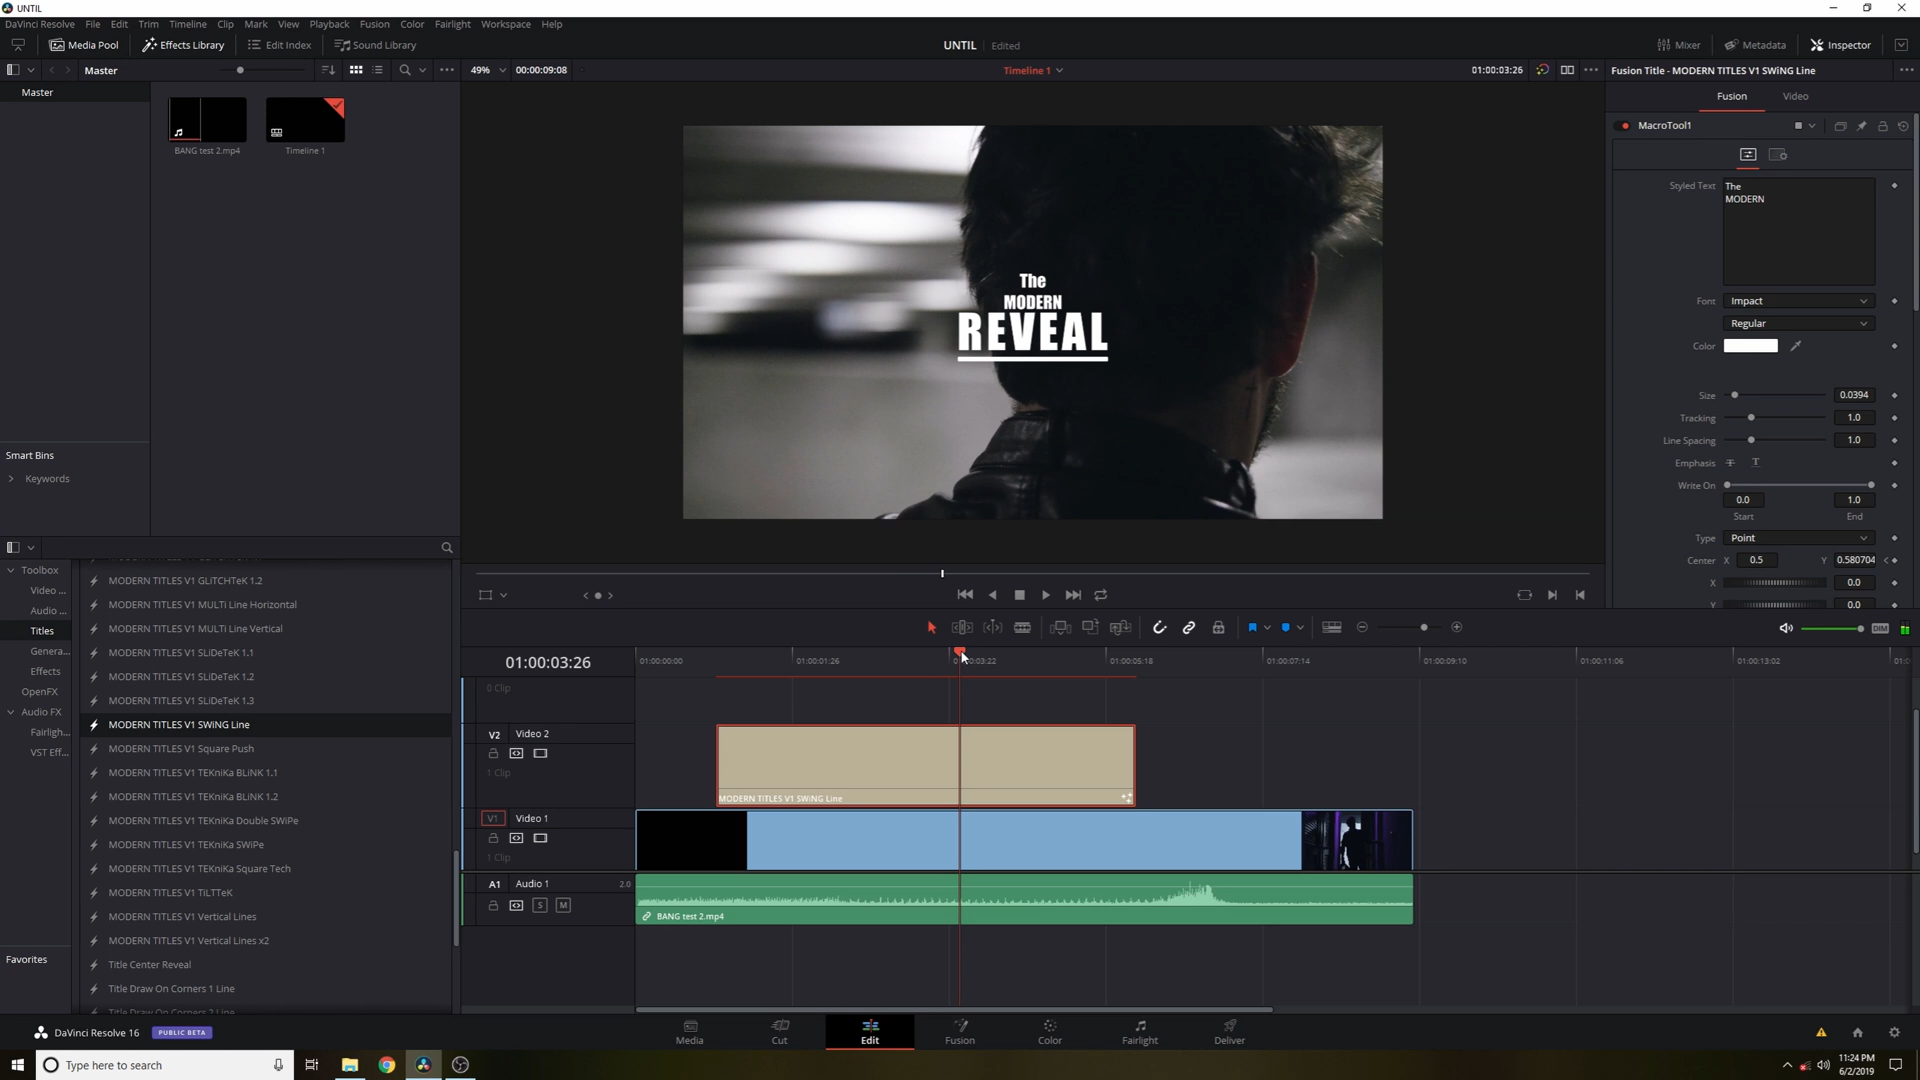 UNTIL
DaVinci Resolve File Edit Trim Timeline Clip Mark View Playback Fusion Color Fairlight Workspace Help
Media Pool Effects Library Edit Index Sound Library UNTIL Edited Mixer Metadata Inspector
Master 49% 00:00:09:08 Timeline 1 01:00:03:26 Fusion Title - MODERN TITLES V1 SWiNG Line
Master
Fusion Video
MacroTool1
BANG test 2.mp4 Timeline 1
Styled Text The
MODERN
The
MODERN
REVEAL
Font Impact
Regular
Color
Size 0.0394
Tracking 1.0
Line Spacing 1.0
Emphasis T T
Write On
0.0 1.0
Start End
Type Point
Center X 0.5 Y 0.580704
X 0.0
Y 0.0
Smart Bins
Keywords
Toolbox
Video ...
Audio ...
Titles
Genera...
Effects
OpenFX
Audio FX
Fairligh...
VST Eff...
Favorites
MODERN TITLES V1 GLiTCHTeK 1.2
MODERN TITLES V1 MULTi Line Horizontal
MODERN TITLES V1 MULTi Line Vertical
MODERN TITLES V1 SLiDeTeK 1.1
MODERN TITLES V1 SLiDeTeK 1.2
MODERN TITLES V1 SLiDeTeK 1.3
MODERN TITLES V1 SWiNG Line
MODERN TITLES V1 Square Push
MODERN TITLES V1 TEKniKa BLiNK 1.1
MODERN TITLES V1 TEKniKa BLiNK 1.2
MODERN TITLES V1 TEKniKa Double SWiPe
MODERN TITLES V1 TEKniKa SWiPe
MODERN TITLES V1 TEKniKa Square Tech
MODERN TITLES V1 TiLTTeK
MODERN TITLES V1 Vertical Lines
MODERN TITLES V1 Vertical Lines x2
Title Center Reveal
Title Draw On Corners 1 Line
Title Draw On Corners 2 Line
DIM
01:00:03:26 01:00:00:00 01:00:01:26 03:22 01:00:05:18 01:00:07:14 01:00:09:10 01:00:11:06 01:00:13:02
0 Clip
V2 Video 2
1 Clip
MODERN TITLES V1 SWiNG Line
V1 Video 1
1 Clip
A1 Audio 1 2.0
S M
BANG test 2.mp4
DaVinci Resolve 16 PUBLIC BETA
Media Cut Edit Fusion Color Fairlight Deliver
Type here to search
11:24 PM
6/2/2019